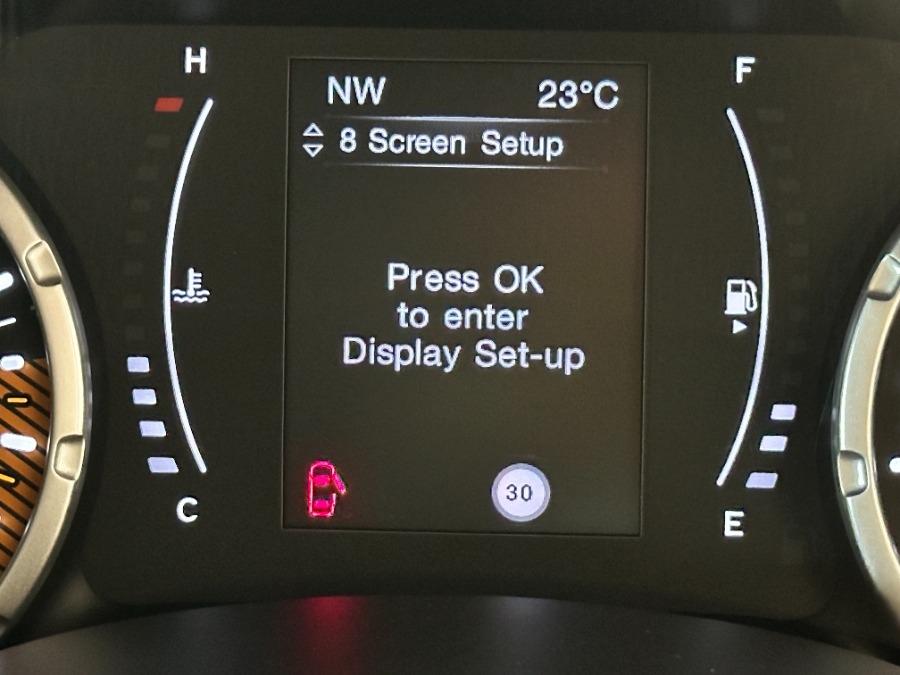 H
F
NW 23°C
8 Screen Setup
Press OK
to enter
Display Set-up
30
C
E